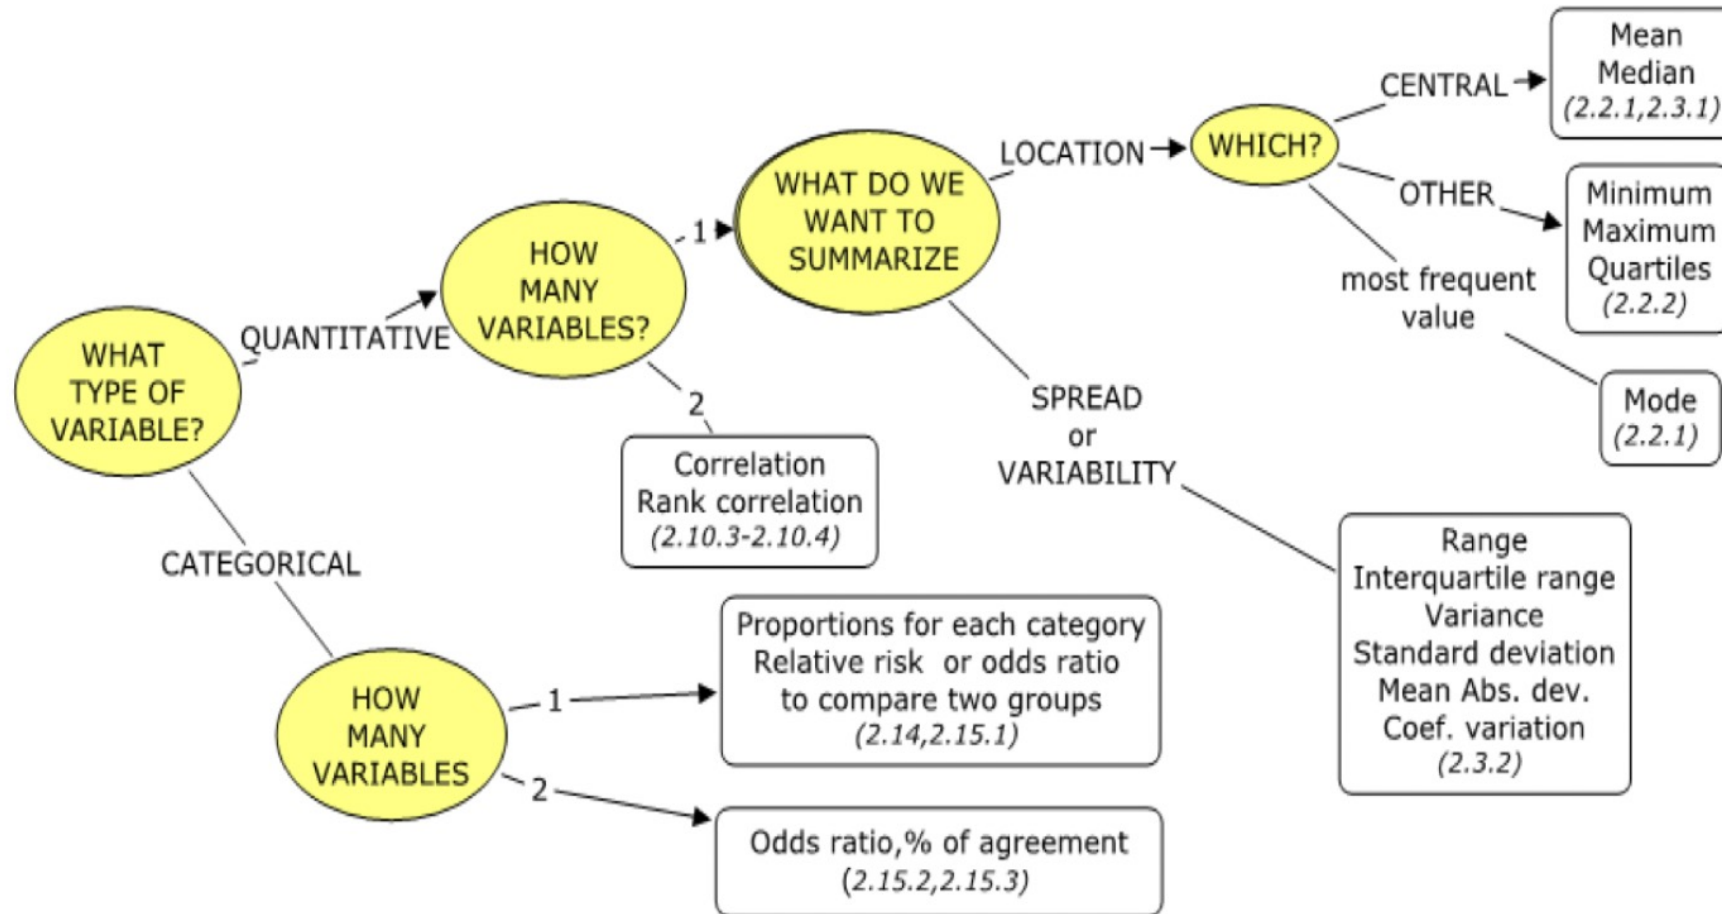 WHAT
TYPE OF
VARIABLE?
QUANTITATIVE
HOW
MANY
VARIABLES?
1
WHAT DO WE
WANT TO
SUMMARIZE
LOCATION
WHICH?
CENTRAL
Mean
Median
(2.2.1,2.3.1)
OTHER
Minimum
Maximum
Quartiles
(2.2.2)
most frequent
value
Mode
(2.2.1)
SPREAD
or
VARIABILITY
Range
Interquartile range
Variance
Standard deviation
Mean Abs. dev.
Coef. variation
(2.3.2)
2
Correlation
Rank correlation
(2.10.3-2.10.4)
CATEGORICAL
HOW
MANY
VARIABLES
1
Proportions for each category
Relative risk or odds ratio
to compare two groups
(2.14,2.15.1)
2
Odds ratio,% of agreement
(2.15.2,2.15.3)